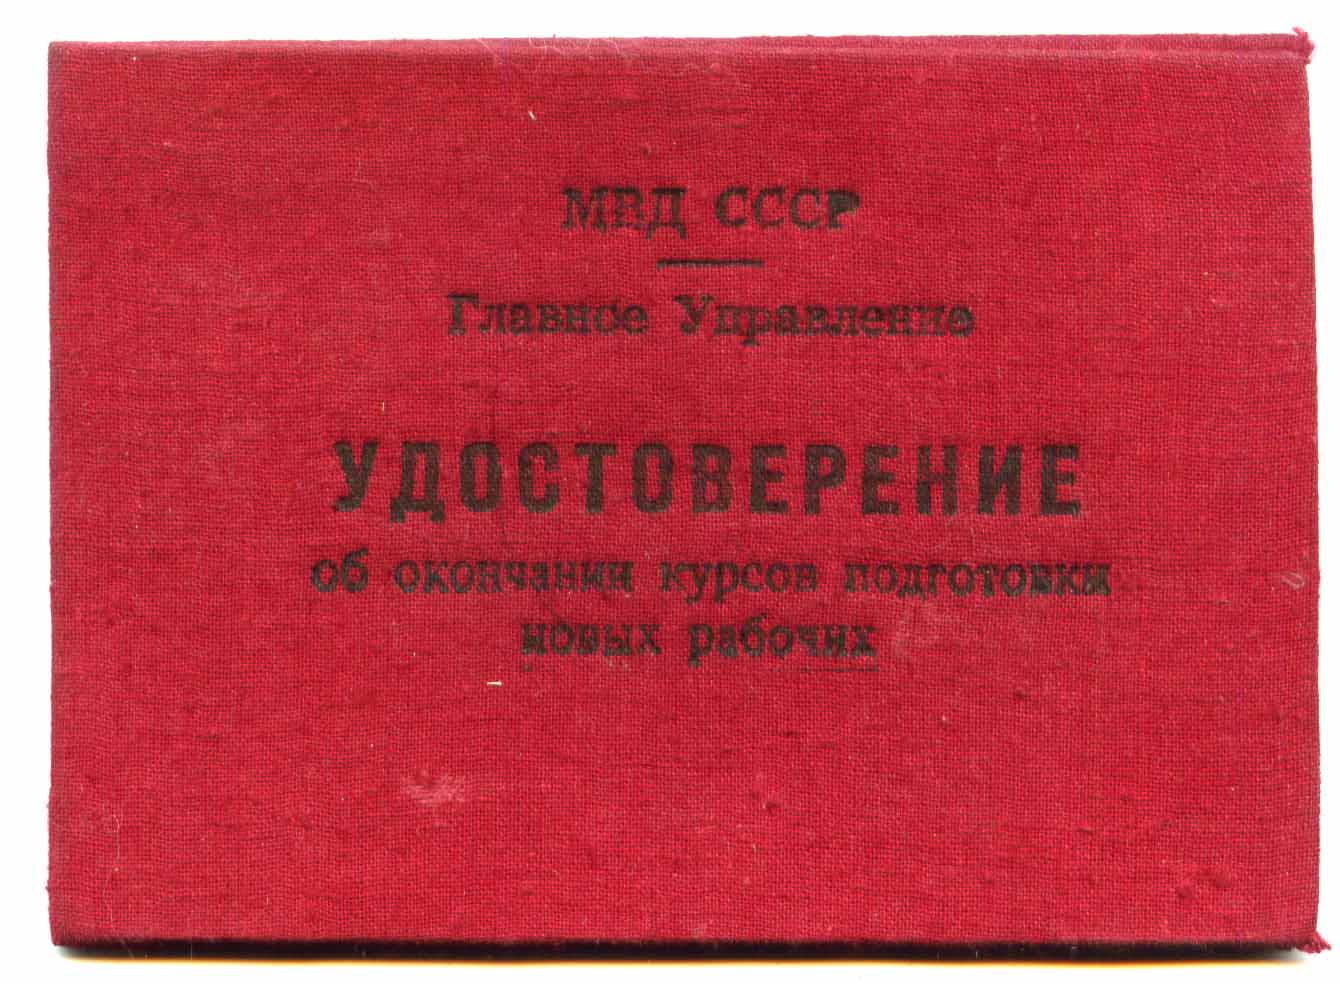 МВД СССР
Главное Управление
УДОСТОВЕРЕНИЕ
об окончании курсов подготовки
новых рабочих